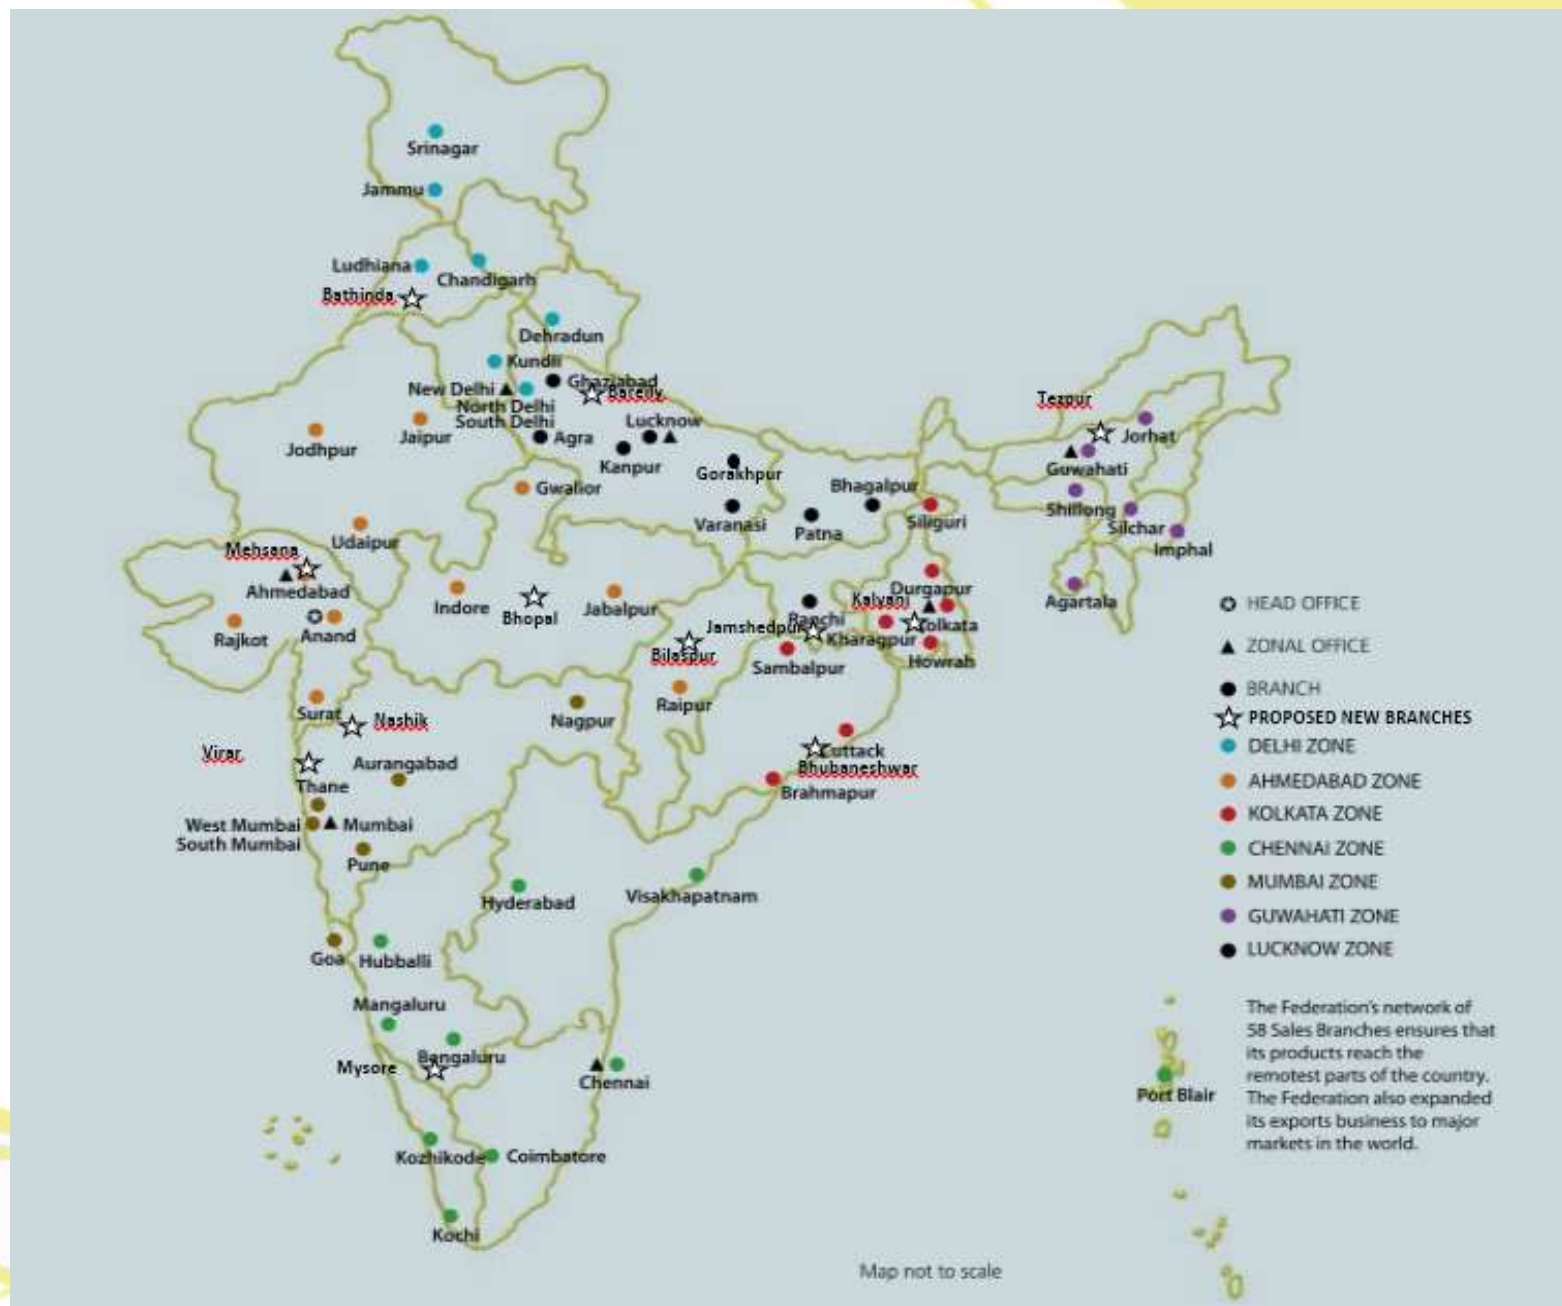 Srinagar
Jammu
Ludhiana
Chandigarh
Bathinda
Dehradun
Kundli
Ghaziabad
New Delhi
Bareily
North Delhi
South Delhi
Lucknow
Tezpur
Jodhpur
Jaipur
Agra
Jorhat
Kanpur
Guwahati
Gorakhpur
Gwalior
Bhagalpur
Varanasi
Patna
Siliguri
Shillong
Silchar
Imphal
Udaipur
Mehsana
Ahmedabad
Indore
Bhopal
Jabalpur
Durgapur
Kalyani
Agartala
Rajkot
Anand
Ranchi
Jamshedpur
Kolkata
Kharagpur
Bilaspur
Sambalpur
Howrah
Surat
Nashik
Nagpur
Raipur
Virar
Aurangabad
Cuttack
Bhubaneshwar
Thane
Brahmapur
West Mumbai
Mumbai
South Mumbai
Pune
Hyderabad
Visakhapatnam
Goa
Hubballi
Mangaluru
Bengaluru
Mysore
Chennai
Port Blair
Kozhikode
Coimbatore
Kochi
HEAD OFFICE
ZONAL OFFICE
BRANCH
PROPOSED NEW BRANCHES
DELHI ZONE
AHMEDABAD ZONE
KOLKATA ZONE
CHENNAI ZONE
MUMBAI ZONE
GUWAHATI ZONE
LUCKNOW ZONE
The Federation's network of
58 Sales Branches ensures that
its products reach the
remotest parts of the country.
The Federation also expanded
its exports business to major
markets in the world.
Map not to scale